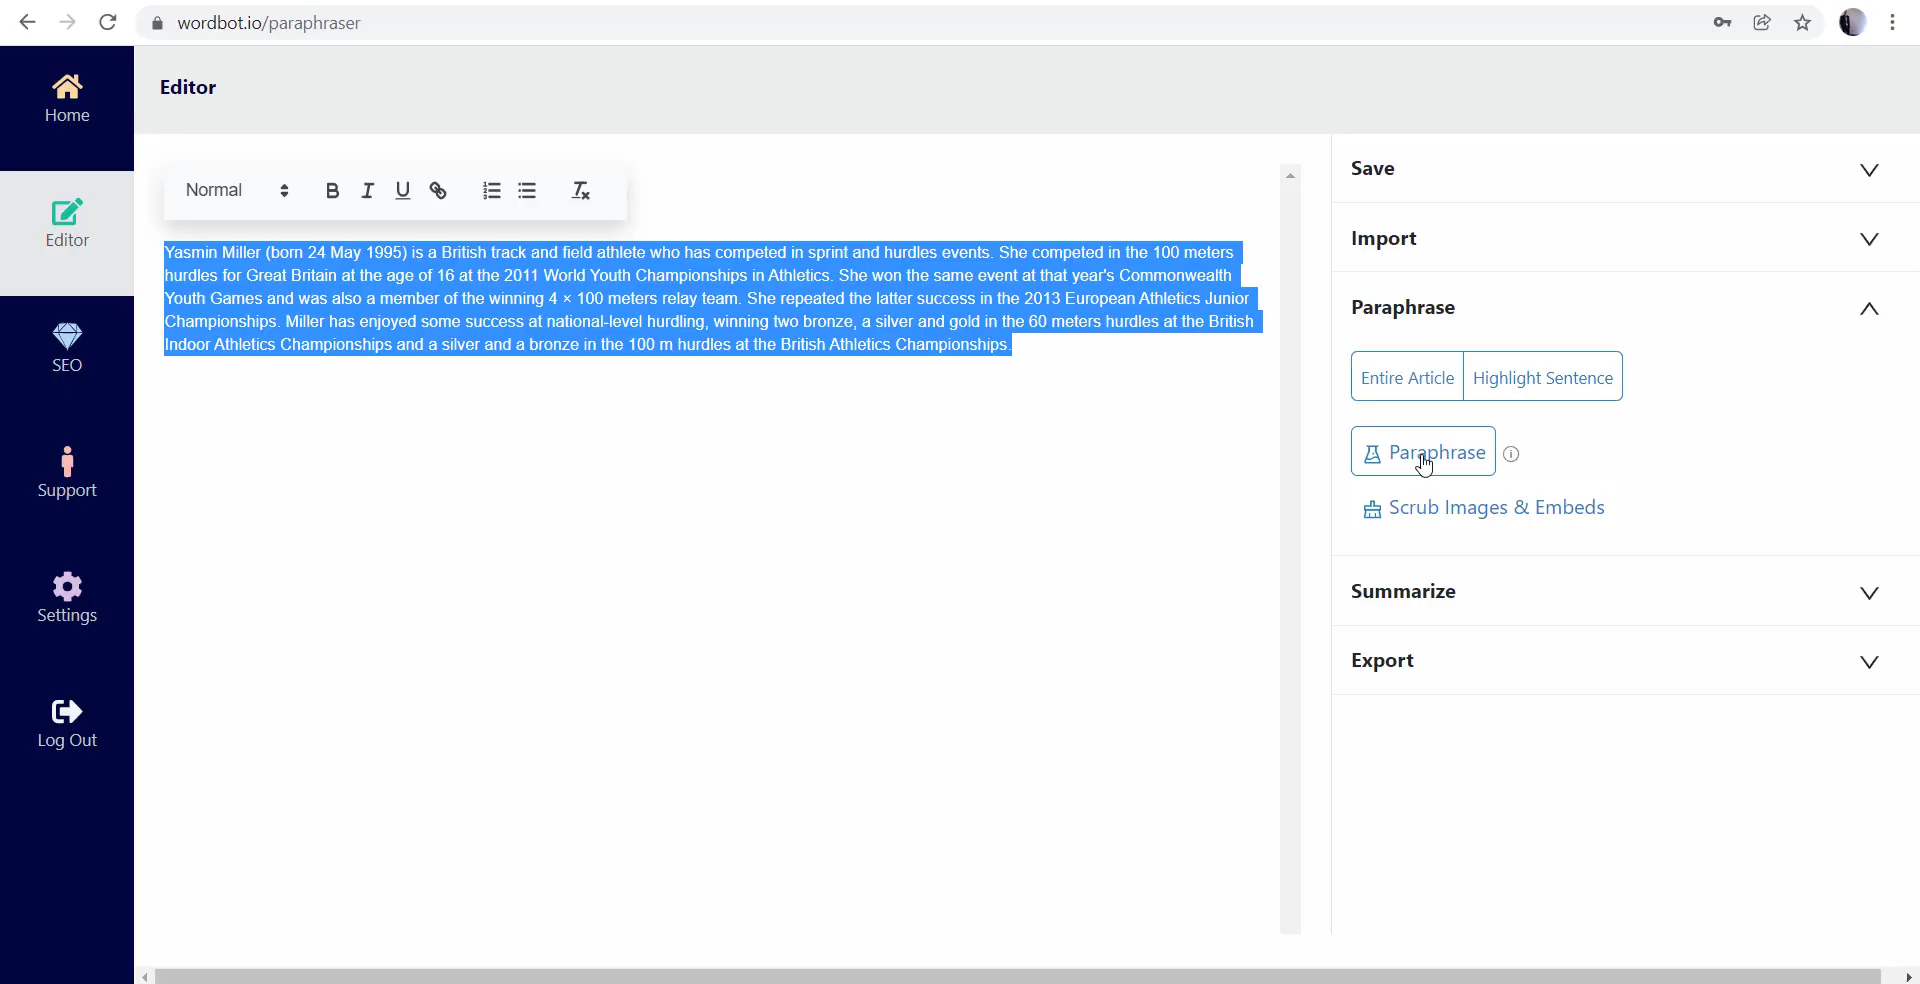 wordbot.io/paraphraser
Home
Editor
SEO
Support
Settings
Log Out
Editor
Normal
Yasmin Miller (born 24 May 1995) is a British track and field athlete who has competed in sprint and hurdles events. She competed in the 100 meters
hurdles for Great Britain at the age of 16 at the 2011 World Youth Championships in Athletics. She won the same event at that year's Commonwealth
Youth Games and was also a member of the winning 4 × 100 meters relay team. She repeated the latter success in the 2013 European Athletics Junior
Championships. Miller has enjoyed some success at national-level hurdling, winning two bronze, a silver and gold in the 60 meters hurdles at the British
Indoor Athletics Championships and a silver and a bronze in the 100 m hurdles at the British Athletics Championships.
Save
Import
Paraphrase
Entire Article Highlight Sentence
Paraphrase
Scrub Images & Embeds
Summarize
Export